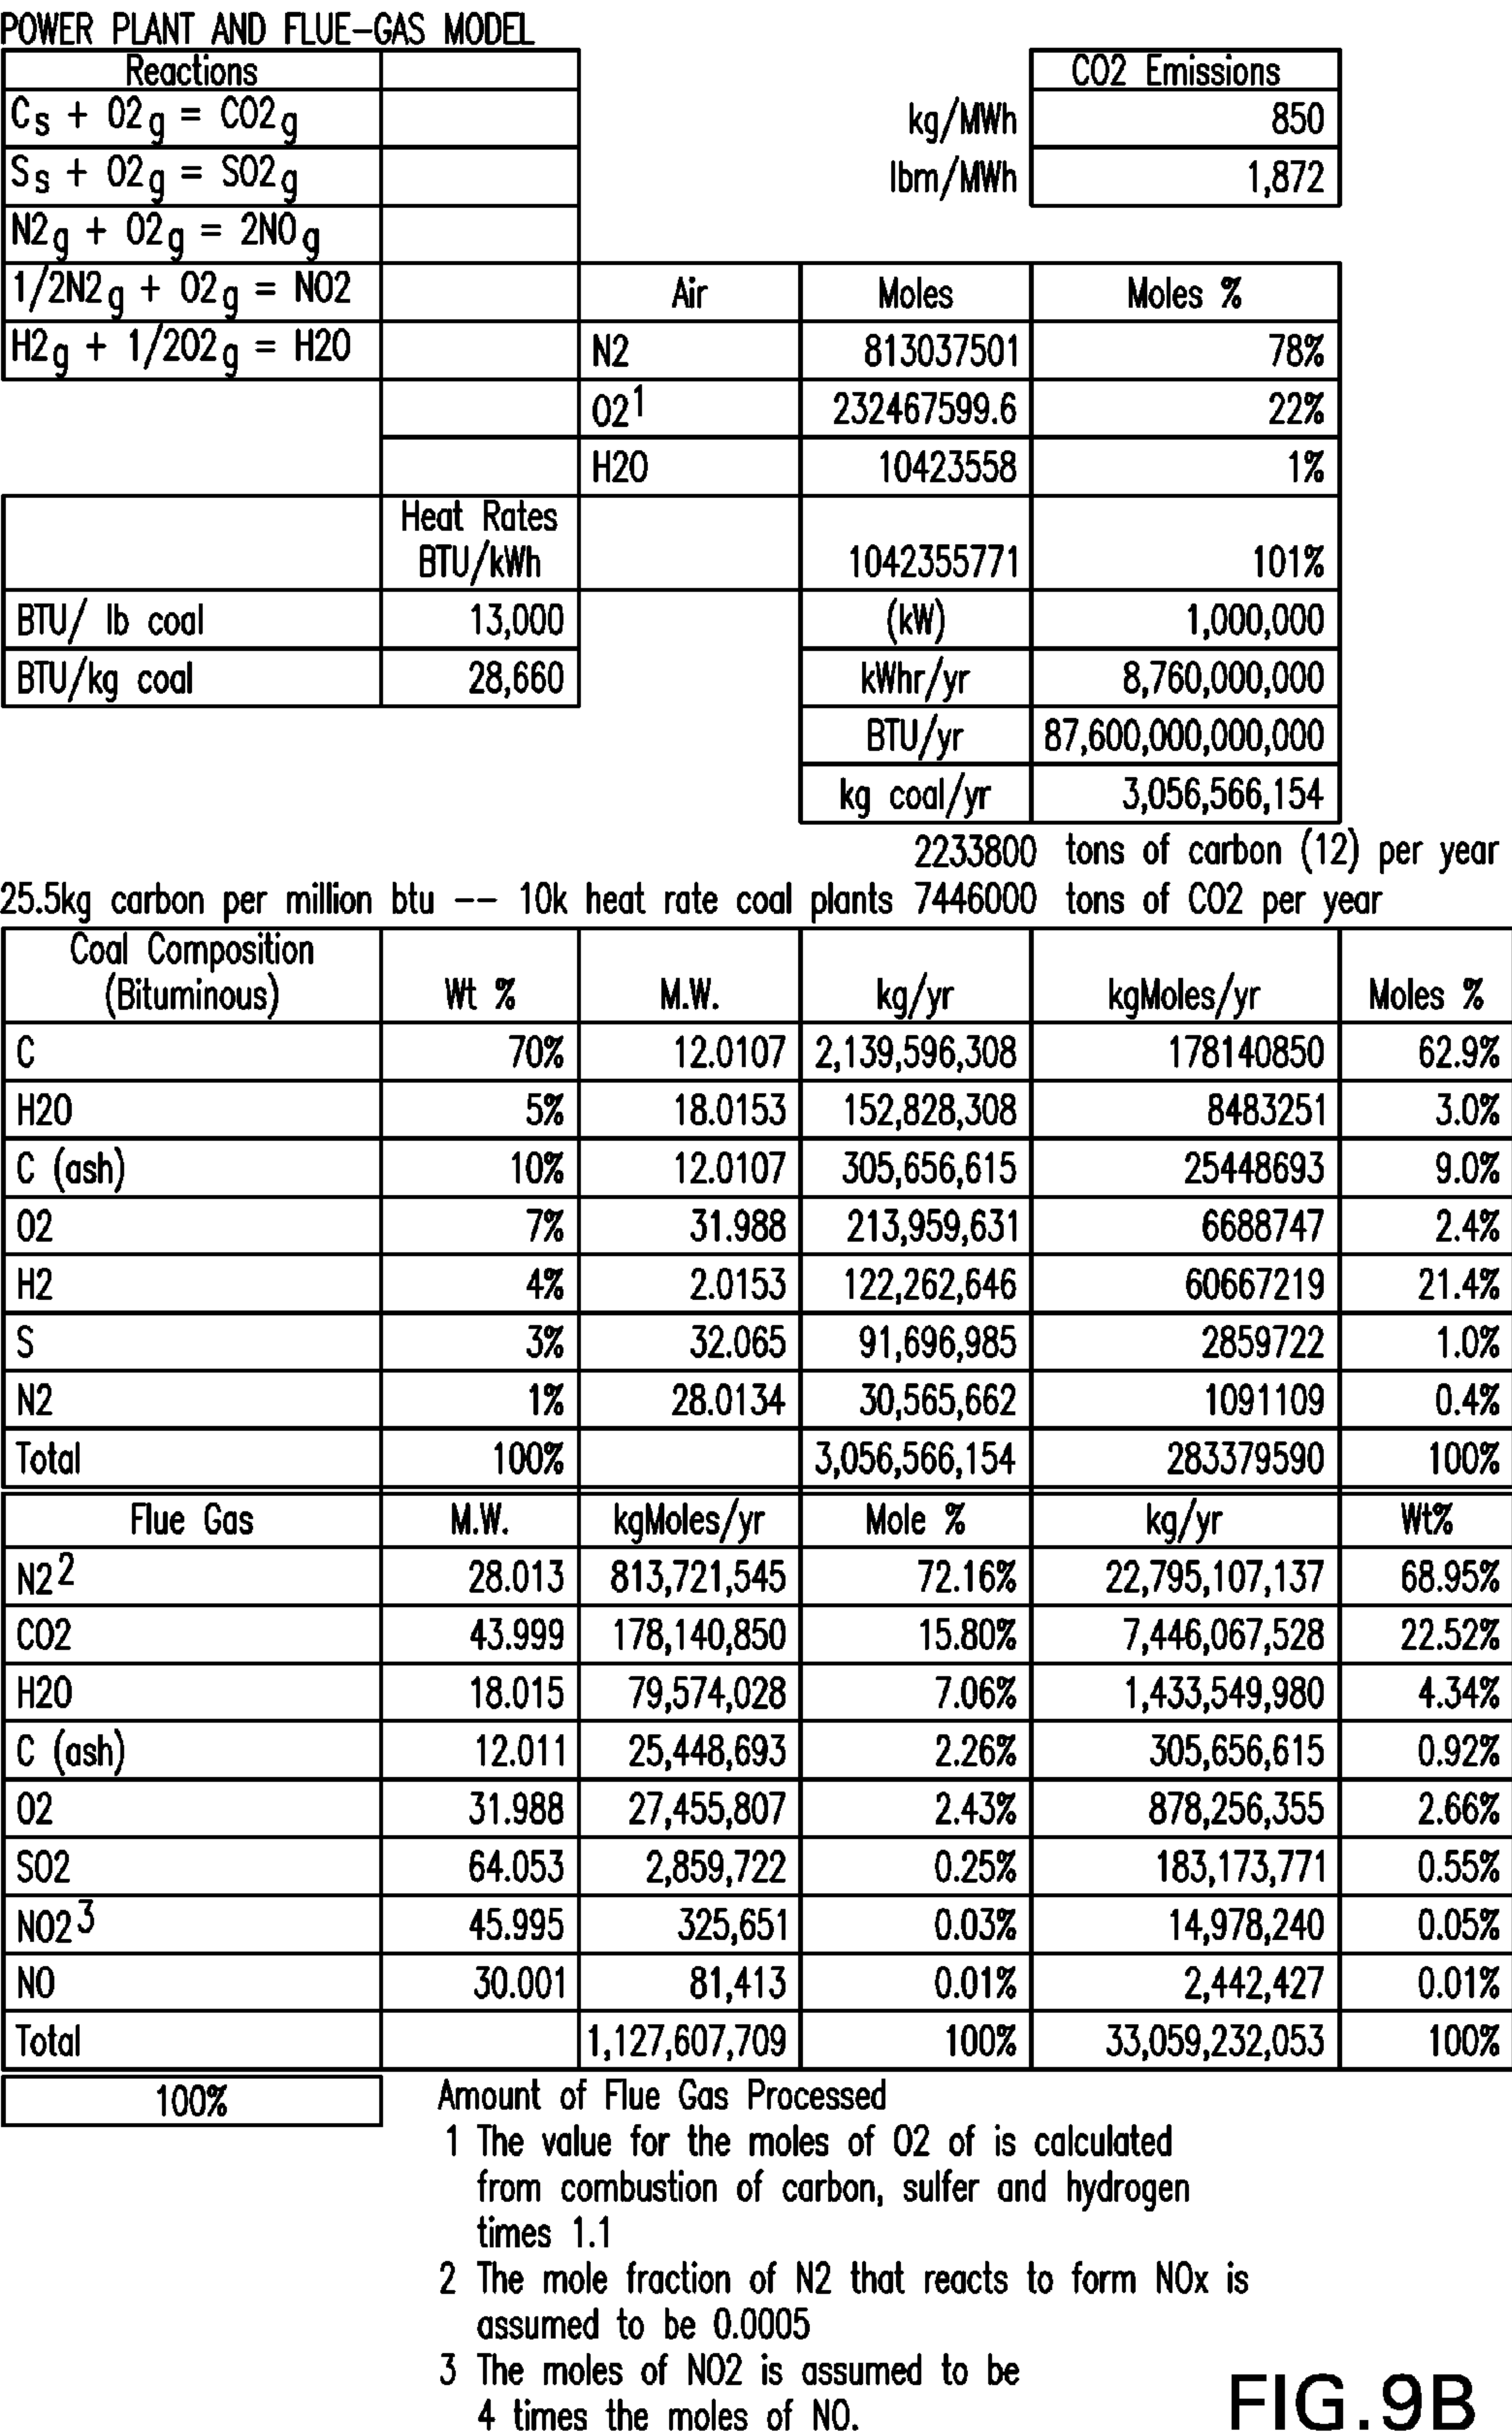 POWER PLANT AND FLUE-GAS MODEL
Reactions CO2 Emissions
Cs + O2g = CO2g kg/MWh 850
Ss + O2g = SO2g lbm/MWh 1,872
N2g + O2g = 2NOg
1/2N2g + O2g = NO2 Air Moles Moles %
H2g + 1/2O2g = H2O N2 813037501 78%
O2¹ 232467599.6 22%
H2O 10423558 1%
Heat Rates
BTU/kWh 1042355771 101%
BTU/ lb coal 13,000 (kW) 1,000,000
BTU/kg coal 28,660 kWhr/yr 8,760,000,000
BTU/yr 87,600,000,000,000
kg coal/yr 3,056,566,154
2233800 tons of carbon (12) per year
25.5kg carbon per million btu -- 10k heat rate coal plants 7446000 tons of CO2 per year
Coal Composition
(Bituminous) Wt % M.W. kg/yr kgMoles/yr Moles %
C 70% 12.0107 2,139,596,308 178140850 62.9%
H2O 5% 18.0153 152,828,308 8483251 3.0%
C (ash) 10% 12.0107 305,656,615 25448693 9.0%
O2 7% 31.988 213,959,631 6688747 2.4%
H2 4% 2.0153 122,262,646 60667219 21.4%
S 3% 32.065 91,696,985 2859722 1.0%
N2 1% 28.0134 30,565,662 1091109 0.4%
Total 100% 3,056,566,154 283379590 100%
Flue Gas M.W. kgMoles/yr Mole % kg/yr Wt%
N2² 28.013 813,721,545 72.16% 22,795,107,137 68.95%
CO2 43.999 178,140,850 15.80% 7,446,067,528 22.52%
H2O 18.015 79,574,028 7.06% 1,433,549,980 4.34%
C (ash) 12.011 25,448,693 2.26% 305,656,615 0.92%
O2 31.988 27,455,807 2.43% 878,256,355 2.66%
SO2 64.053 2,859,722 0.25% 183,173,771 0.55%
NO2³ 45.995 325,651 0.03% 14,978,240 0.05%
NO 30.001 81,413 0.01% 2,442,427 0.01%
Total 1,127,607,709 100% 33,059,232,053 100%
100% Amount of Flue Gas Processed
1 The value for the moles of O2 of is calculated
from combustion of carbon, sulfer and hydrogen
times 1.1
2 The mole fraction of N2 that reacts to form NOx is
assumed to be 0.0005
3 The moles of NO2 is assumed to be
4 times the moles of NO.
FIG.9B